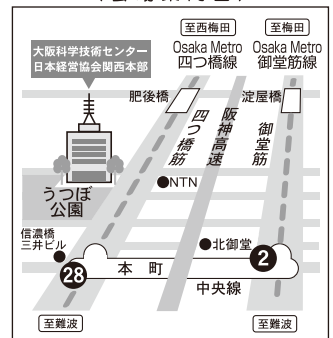 至西梅田
至梅田
大阪科学技術センター
日本経営協会関西本部
Osaka Metro
四つ橋線
Osaka Metro
御堂筋線
肥後橋
淀屋橋
四つ橋筋
阪神高速
御堂筋
●NTN
うつぼ
公園
信濃橋
三井ビル
●北御堂
28
本町
2
中央線
至難波
至難波